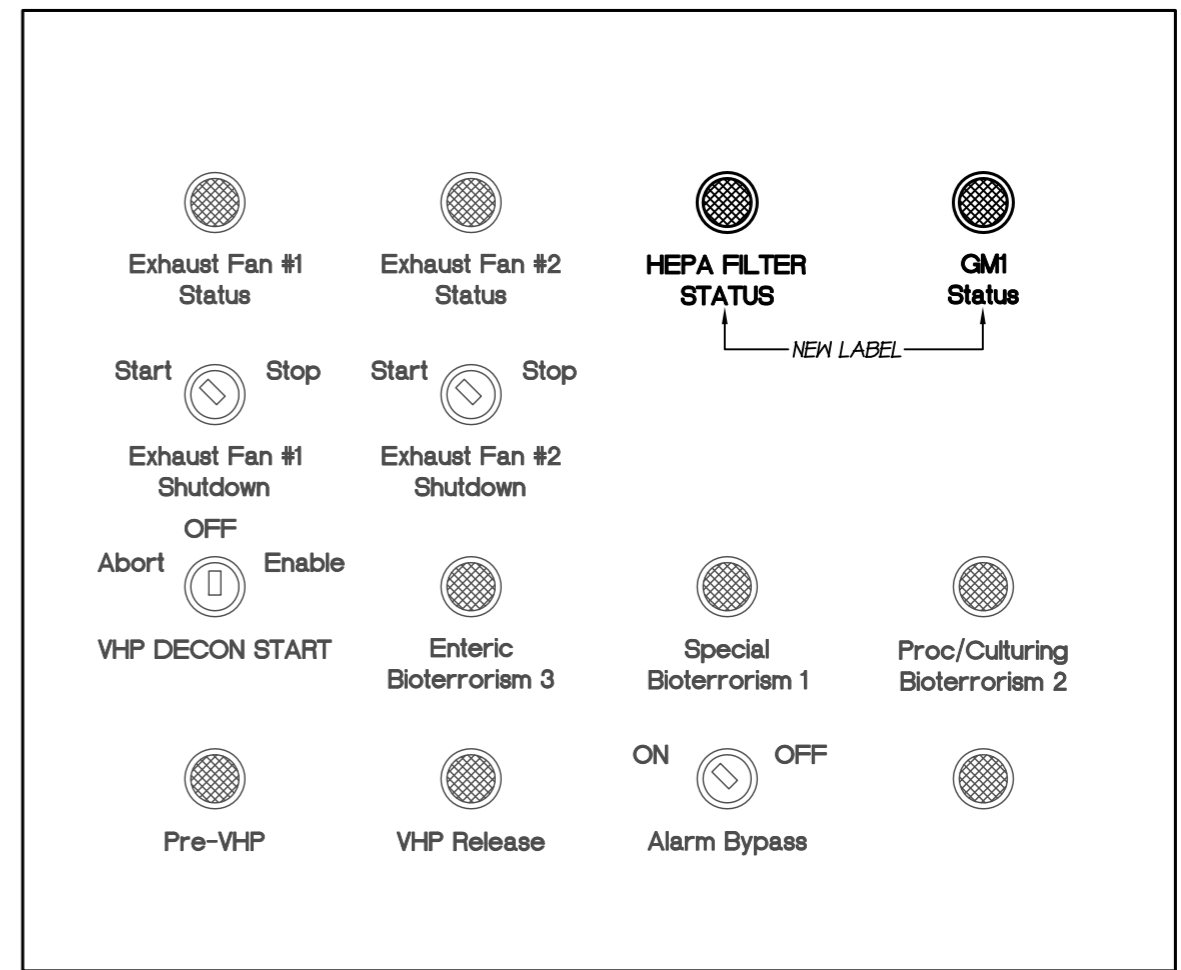 Exhaust Fan #1
Status
Exhaust Fan #2
Status
HEPA FILTER
STATUS
GM1
Status
NEW LABEL
Start
Stop
Exhaust Fan #1
Shutdown
Start
Stop
Exhaust Fan #2
Shutdown
OFF
Abort
Enable
VHP DECON START
Enteric
Bioterrorism 3
Special
Bioterrorism 1
Proc/Culturing
Bioterrorism 2
Pre-VHP
VHP Release
ON
OFF
Alarm Bypass